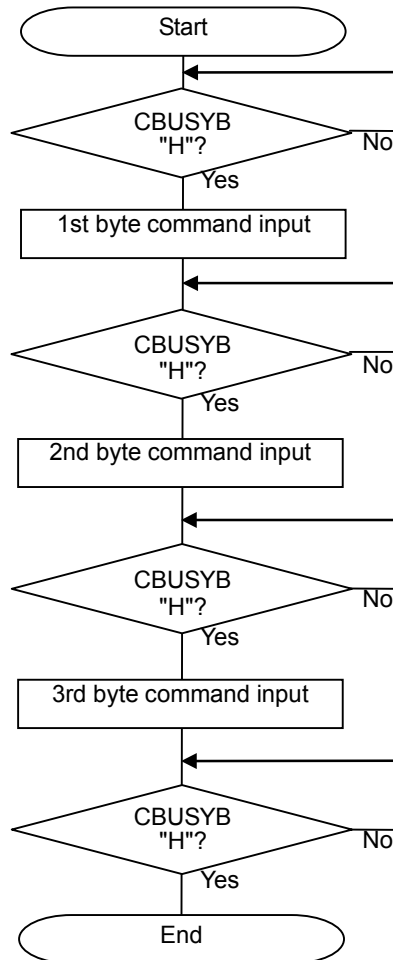 Start
CBUSYB
"H"?
No
Yes
1st byte command input
CBUSYB
"H"?
No
Yes
2nd byte command input
CBUSYB
"H"?
No
Yes
3rd byte command input
CBUSYB
"H"?
No
Yes
End